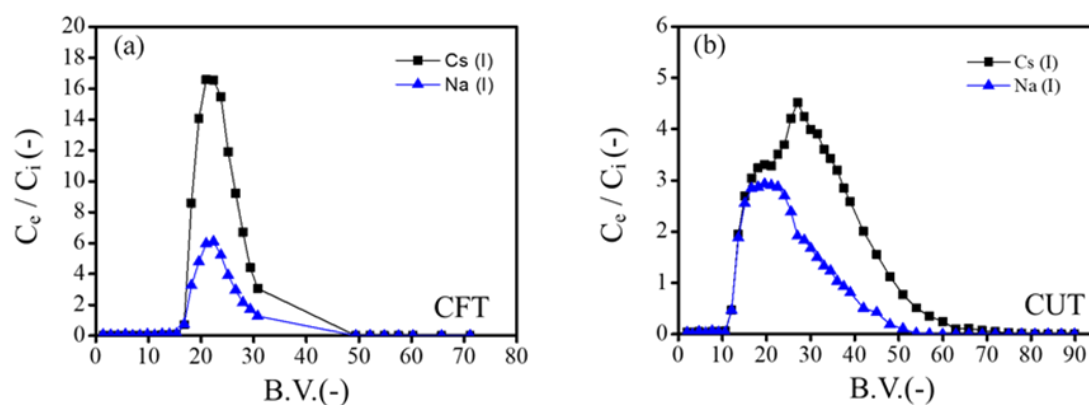 (a)
Cs (I)
Na (I)
20
18
16
14
12
10
8
6
4
2
0
C_e / C_i (-)
CFT
0 10 20 30 40 50 60 70 80
B.V.(-)
(b)
Cs (I)
Na (I)
6
5
4
3
2
1
0
C_e / C_i (-)
CUT
0 10 20 30 40 50 60 70 80 90
B.V.(-)